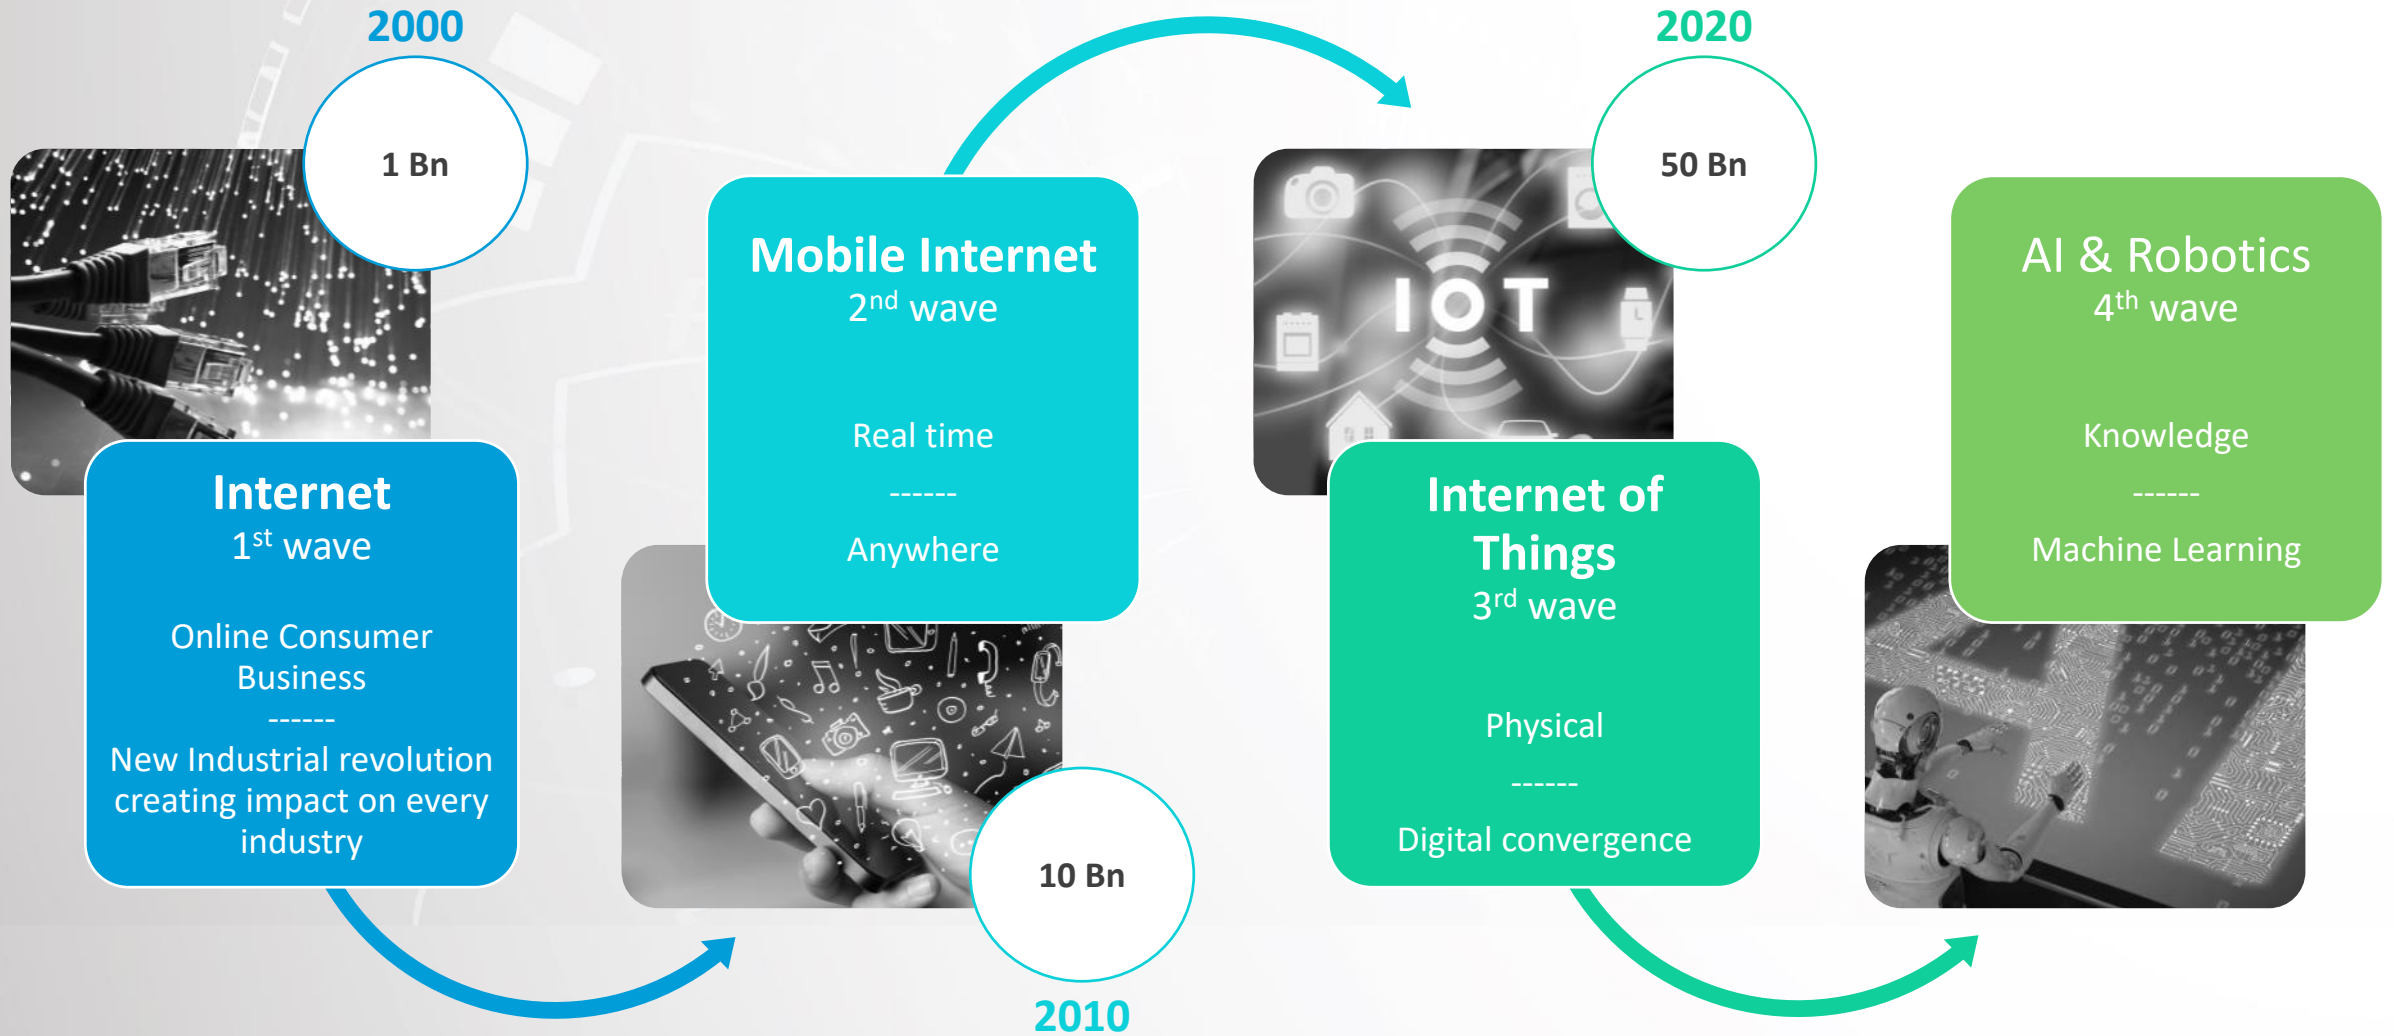 2000
1 Bn
Internet
1st wave
Online Consumer
Business
------
New Industrial revolution
creating impact on every
industry
Mobile Internet
2nd wave
Real time
------
Anywhere
10 Bn
2010
2020
50 Bn
IOT
Internet of
Things
3rd wave
Physical
------
Digital convergence
AI & Robotics
4th wave
Knowledge
------
Machine Learning